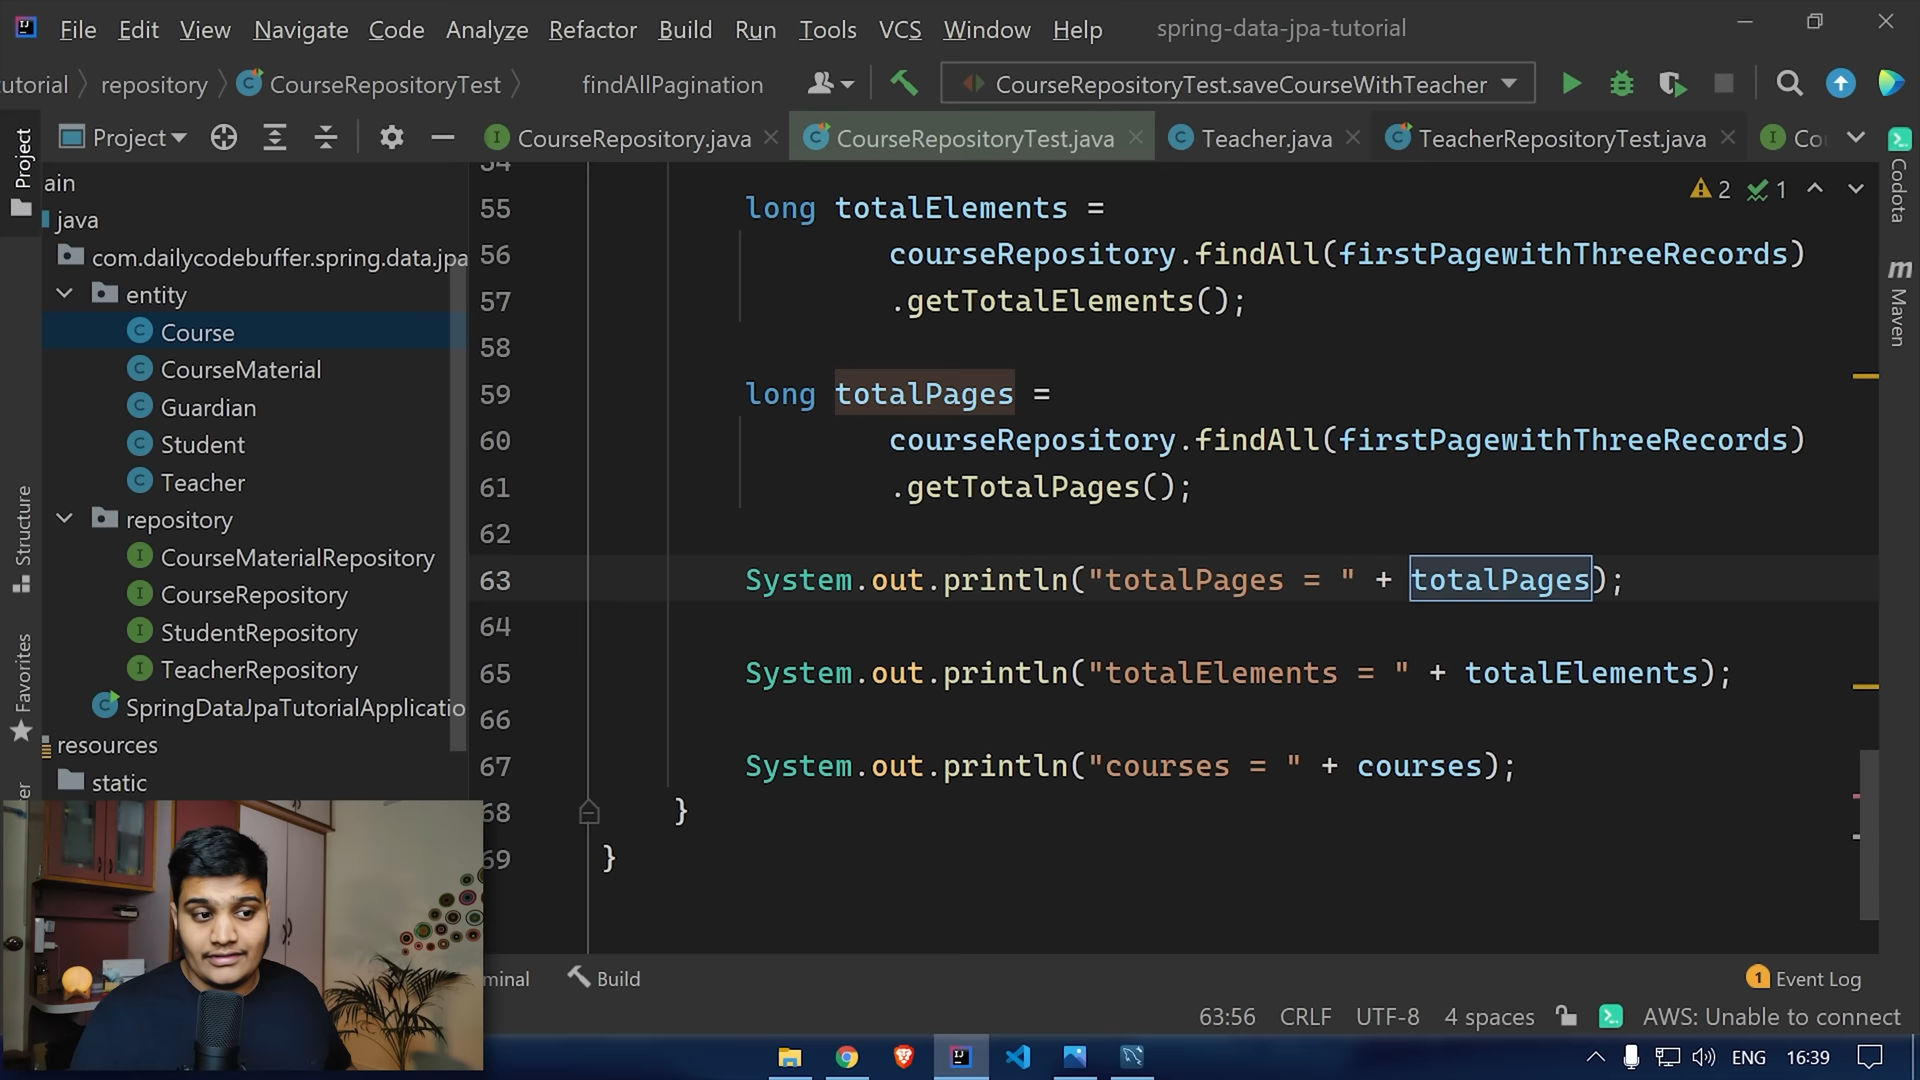 File Edit View Navigate Code Analyze Refactor Build Run Tools VCS Window Help spring-data-jpa-tutorial
utorial repository CourseRepositoryTest findAllPagination CourseRepositoryTest.saveCourseWithTeacher
Project CourseRepository.java CourseRepositoryTest.java Teacher.java TeacherRepositoryTest.java Co
Project
Structure
Favorites
er
ain
java
com.dailycodebuffer.spring.data.jpa
entity
Course
CourseMaterial
Guardian
Student
Teacher
repository
CourseMaterialRepository
CourseRepository
StudentRepository
TeacherRepository
SpringDataJpaTutorialApplicatio
resources
static
54
55 long totalElements =
56 courseRepository.findAll(firstPagewithThreeRecords)
57 .getTotalElements();
58
59 long totalPages =
60 courseRepository.findAll(firstPagewithThreeRecords)
61 .getTotalPages();
62
63 System.out.println("totalPages = " + totalPages);
64
65 System.out.println("totalElements = " + totalElements);
66
67 System.out.println("courses = " + courses);
68 }
69 }
2 1
Codota
m Maven
minal Build 1 Event Log
63:56 CRLF UTF-8 4 spaces AWS: Unable to connect
ENG 16:39